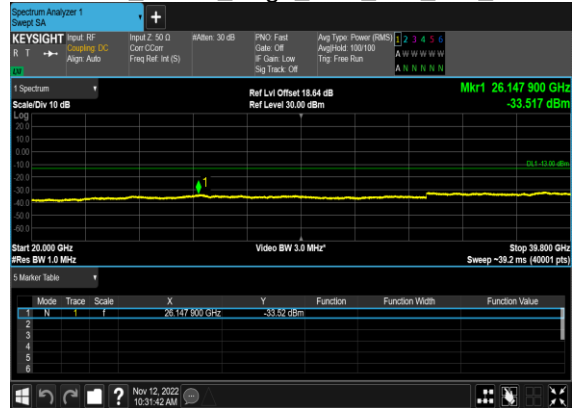 Spectrum Analyzer 1
Swept SA
+
KEYSIGHT Input: RF Input Z: 50 Ω #Atten: 30 dB PNO: Fast Avg Type: Power (RMS) 1 2 3 4 5 6
R T Coupling: DC Corr CCorr Gate: Off Avg|Hold: 100/100 A W W W W W
Align: Auto Freq Ref: Int (S) IF Gain: Low Trig: Free Run
Sig Track: Off A N N N N N
1 Spectrum Ref Lvl Offset 18.64 dB Mkr1 26.147 900 GHz
Scale/Div 10 dB Ref Level 30.00 dBm -33.517 dBm
Log
20.0
10.0
0.00
-10.0 DL1 -13.00 dBm
-20.0
-30.0 1
-40.0
-50.0
-60.0
Start 20.000 GHz Video BW 3.0 MHz* Stop 39.800 GHz
#Res BW 1.0 MHz Sweep ~39.2 ms (40001 pts)
5 Marker Table
Mode Trace Scale X Y Function Function Width Function Value
1 N 1 f 26.147 900 GHz -33.52 dBm
2
3
4
5
6
? Nov 12, 2022
10:31:42 AM